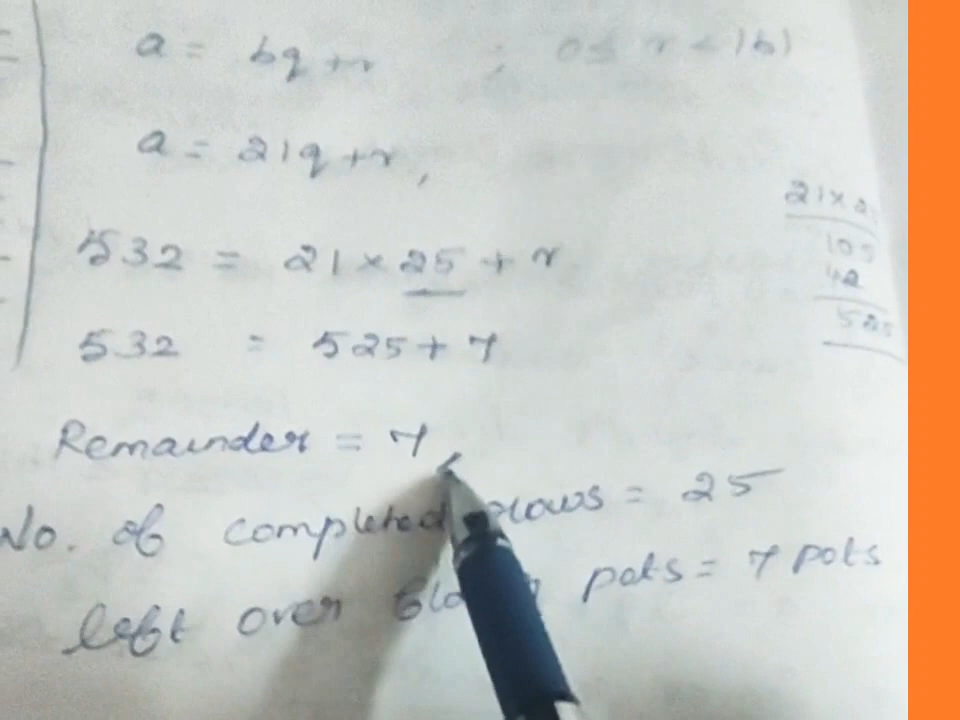 a = bq + r ; 0 ≤ r < |b|
a = 21q + r,
532 = 21 × 25 + r
532 = 525 + 7
21 × 2
105
42
525
Remainder = 7
No. of completed rows = 25
left over pots = 7 pots